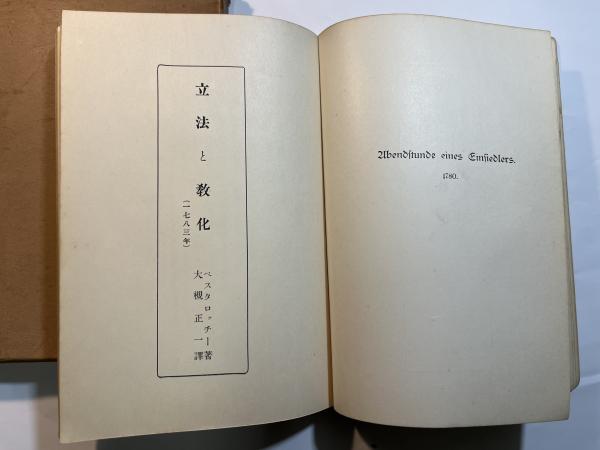 立法と教化
(一七八三年)
ペスタロッチー著
大槻正一譯
Abendstunde eines Einsiedlers.
1780.